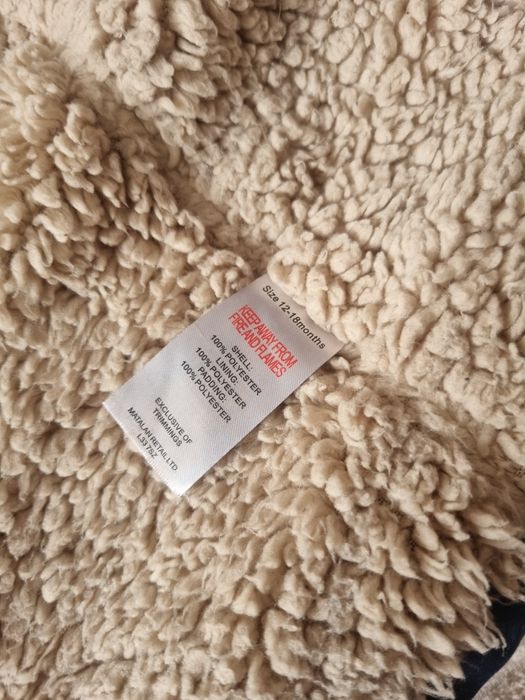 Size 12-18months
KEEP AWAY FROM
FIRE AND FLAMES
SHELL:
100% POLYESTER
LINING:
100% POLYESTER
PADDING:
100% POLYESTER
EXCLUSIVE OF
TRIMMINGS
MATALAN RETAIL LTD
L33 7SZ